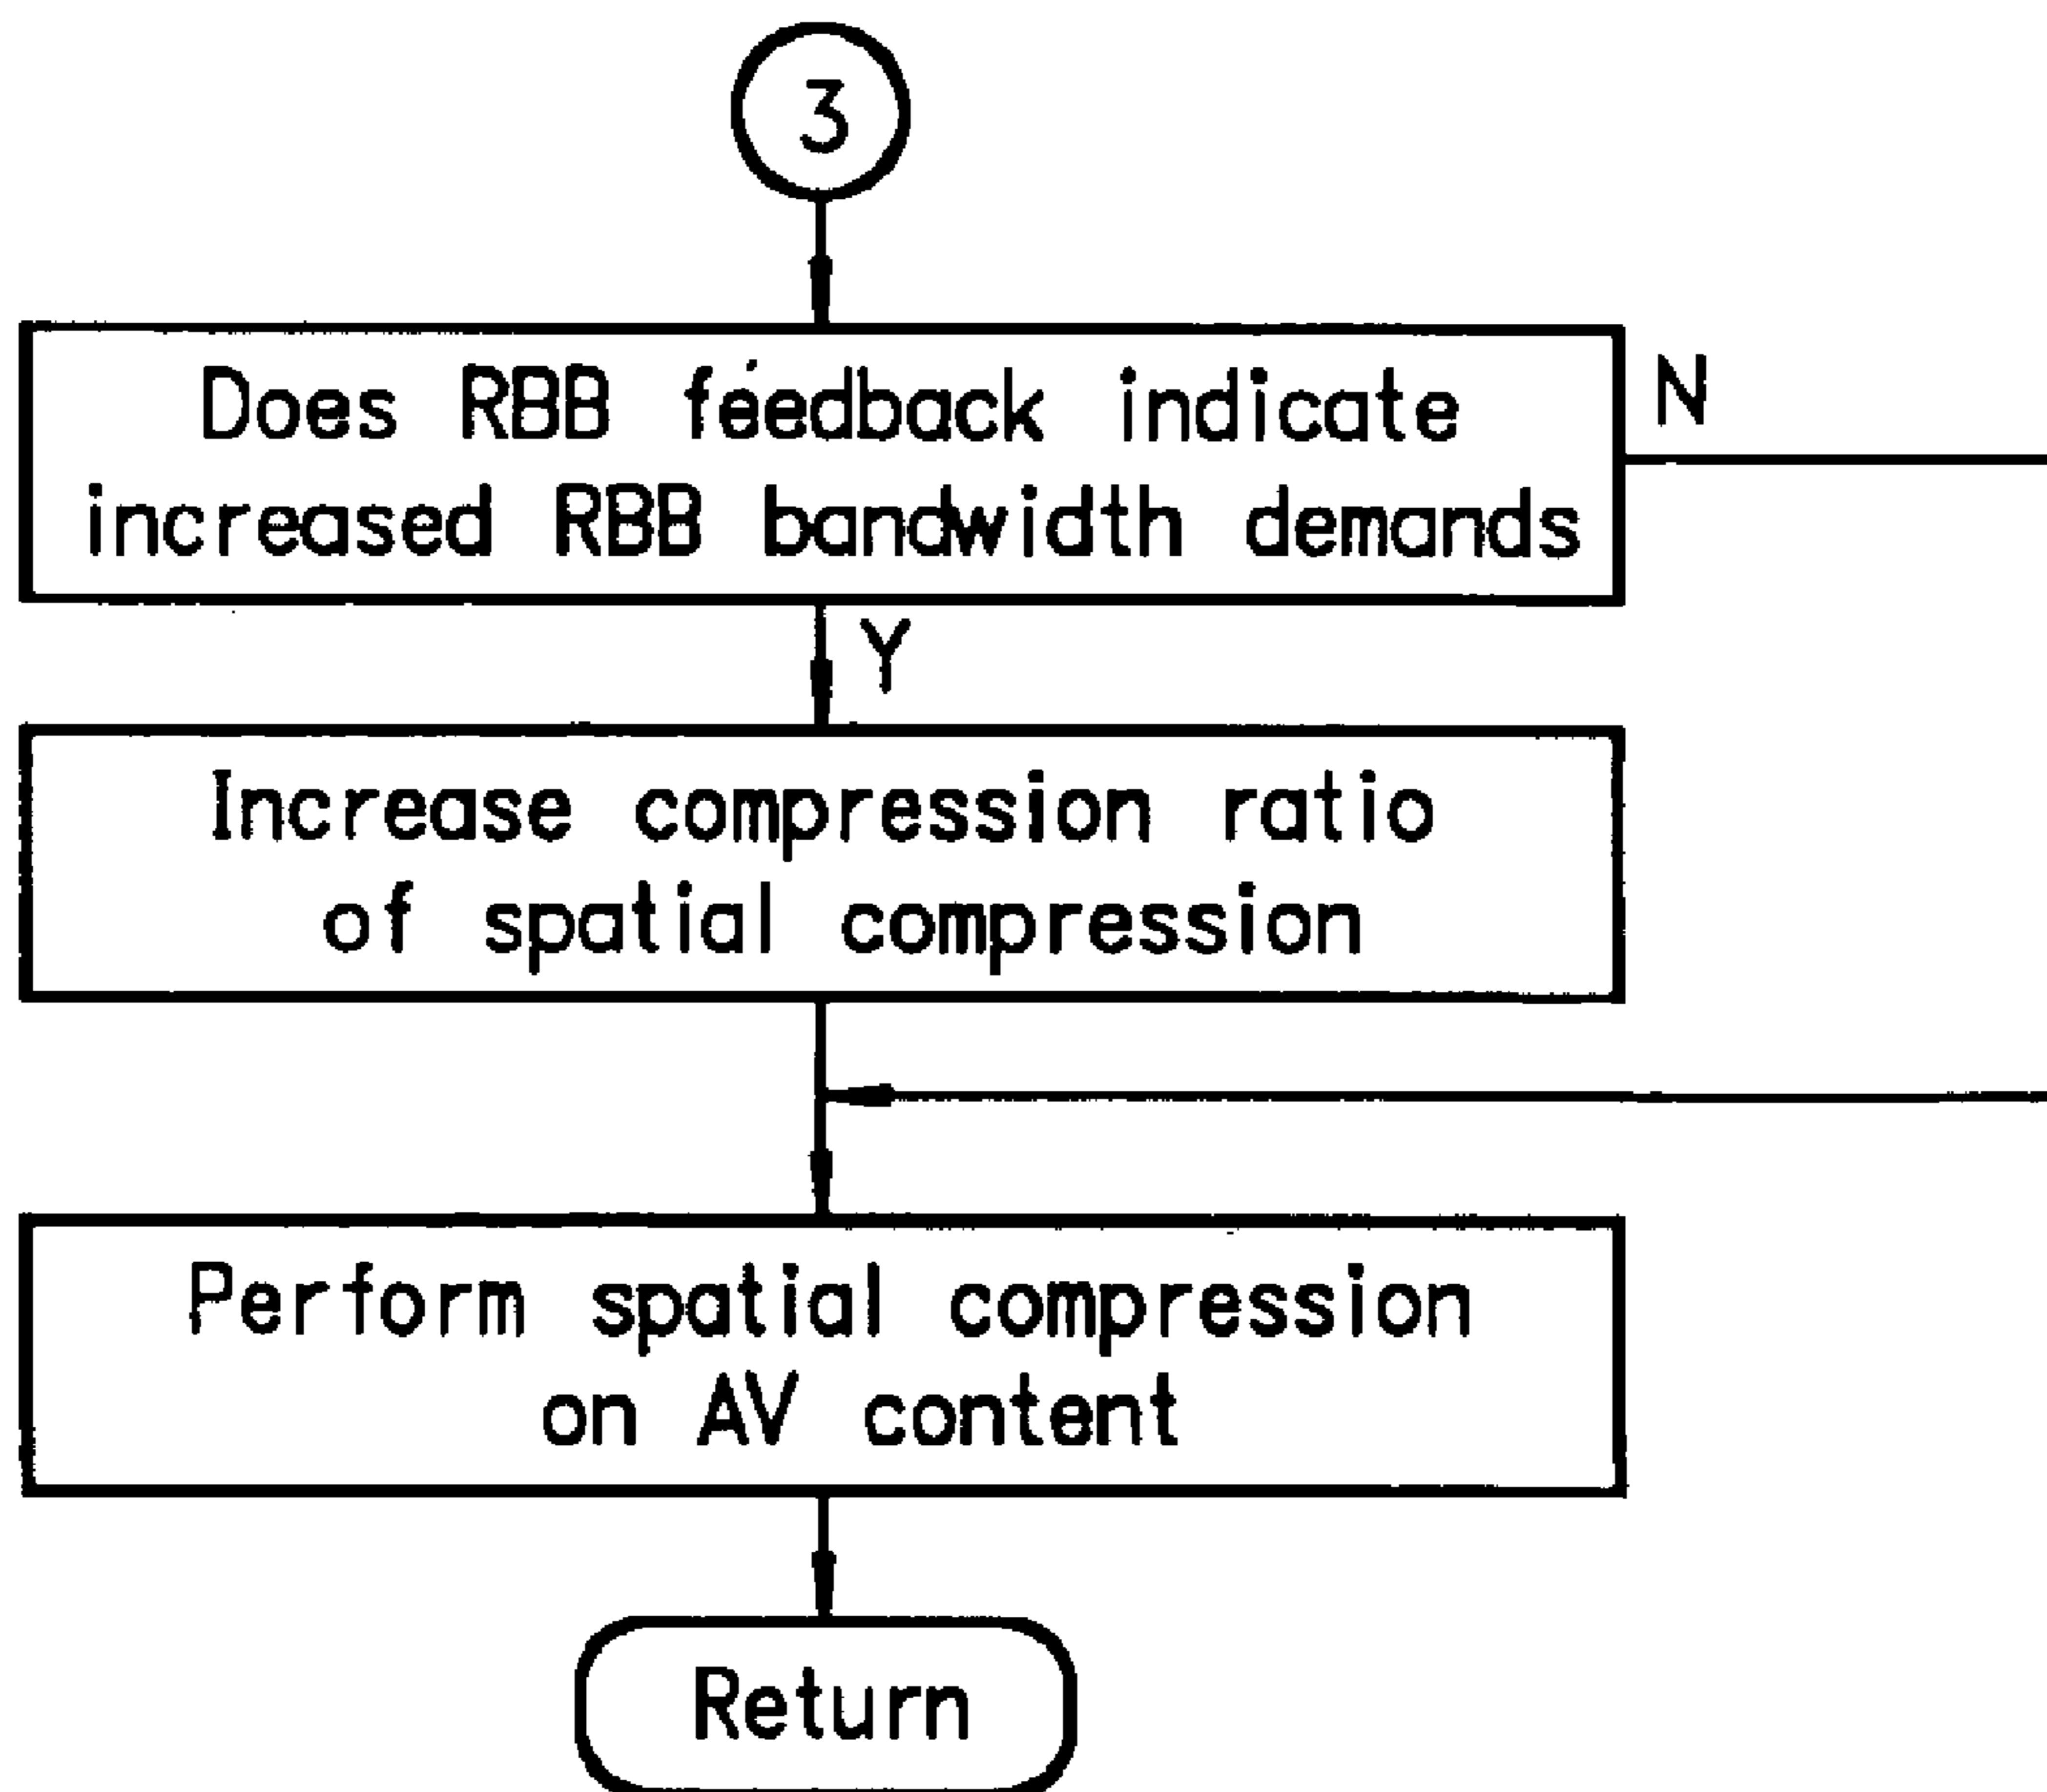 3
Does RBB feedback indicate
increased RBB bandwidth demands
N
Y
Increase compression ratio
of spatial compression
Perform spatial compression
on AV content
Return